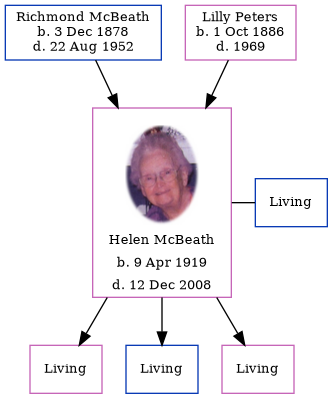 Richmond McBeath
b. 3 Dec 1878
d. 22 Aug 1952
Lilly Peters
b. 1 Oct 1886
d. 1969
Helen McBeath
b. 9 Apr 1919
d. 12 Dec 2008
Living
Living
Living
Living